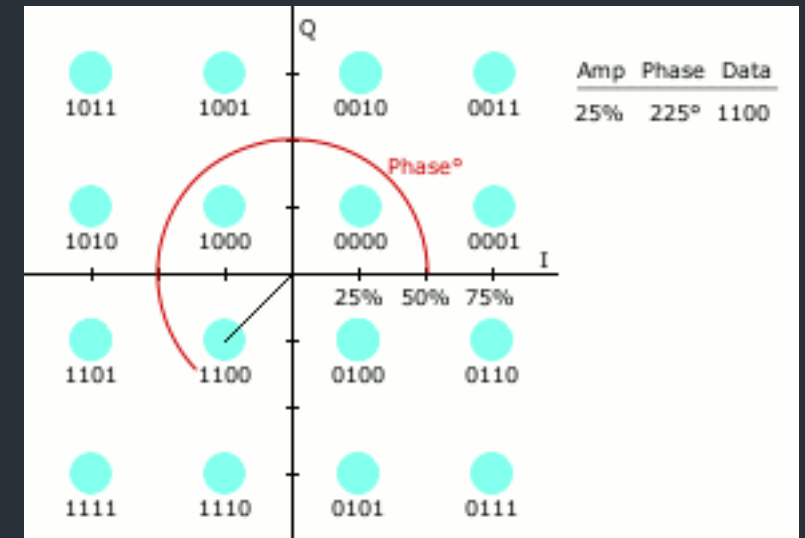 Q
Amp Phase Data
25% 225° 1100
1011 1001 0010 0011
Phase°
1010 1000 0000 0001
I
25% 50% 75%
1101 1100 0100 0110
1111 1110 0101 0111